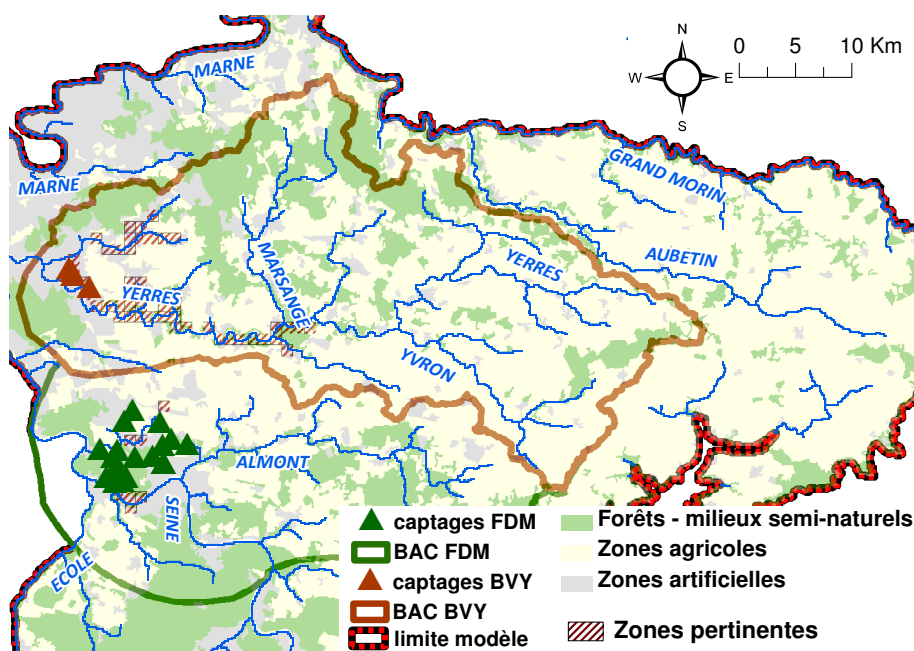 MARNE
N
0 5 10 Km
W E
S
GRAND MORIN
MARNE
AUBETIN
YERRES
MARSANGE
YERRES
YVRON
ALMONT
SEINE
ECOLE
captages FDM
BAC FDM
captages BVY
BAC BVY
limite modèle
Forêts - milieux semi-naturels
Zones agricoles
Zones artificielles
Zones pertinentes